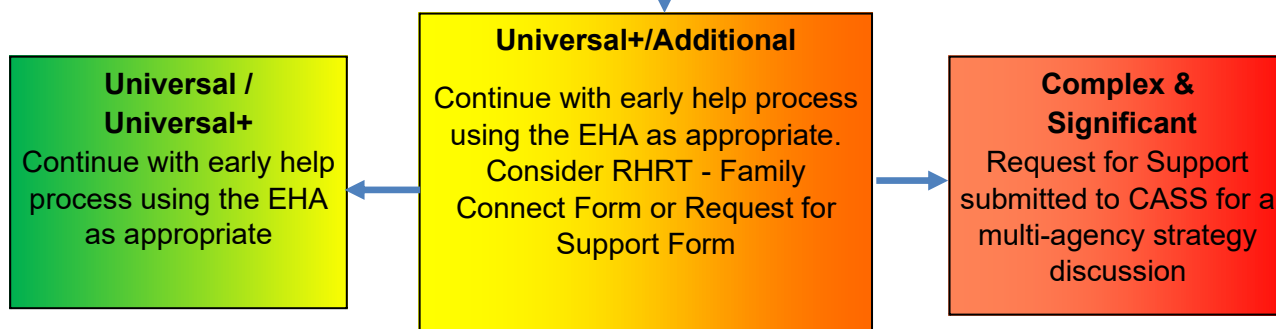 Universal /
Universal+
Continue with early help
process using the EHA
as appropriate
Universal+/Additional
Continue with early help process
using the EHA as appropriate.
Consider RHRT - Family
Connect Form or Request for
Support Form
Complex &
Significant
Request for Support
submitted to CASS for a
multi-agency strategy
discussion